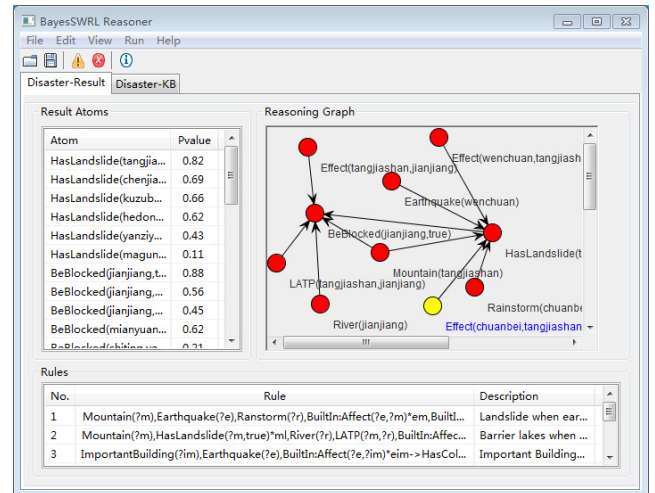 BayesSWRL Reasoner
File Edit View Run Help
Disaster-Result Disaster-KB
Result Atoms
Atom Pvalue
HasLandslide(tangjia... 0.82
HasLandslide(chenjia... 0.69
HasLandslide(kuzub... 0.66
HasLandslide(hedon... 0.62
HasLandslide(yanziy... 0.43
HasLandslide(magun... 0.11
BeBlocked(jianjiang,t... 0.88
BeBlocked(jianjiang,... 0.56
BeBlocked(jianjiang,... 0.45
BeBlocked(mianyuan... 0.62
Reasoning Graph
Effect(wenchuan,tangjiash
Effect(tangjiashan,jianjiang)
Earthquake(wenchuan)
BeBlocked(jianjiang,true)
HasLandslide(t
Mountain(tangjiashan)
LATP(tangjiashan,jianjiang)
Rainstorm(chuanbe
River(jianjiang)
Effect(chuanbei,tangjiashan
Rules
No. Rule Description
1 Mountain(?m),Earthquake(?e),Ranstorm(?r),BuiltIn:Affect(?e,?m)*em,BuiltI... Landslide when ear...
2 Mountain(?m),HasLandslide(?m,true)*ml,River(?r),LATP(?m,?r),BuiltIn:Affec... Barrier lakes when ...
3 ImportantBuilding(?im),Earthquake(?e),BuiltIn:Affect(?e,?im)*eim->HasCol... Important Building...